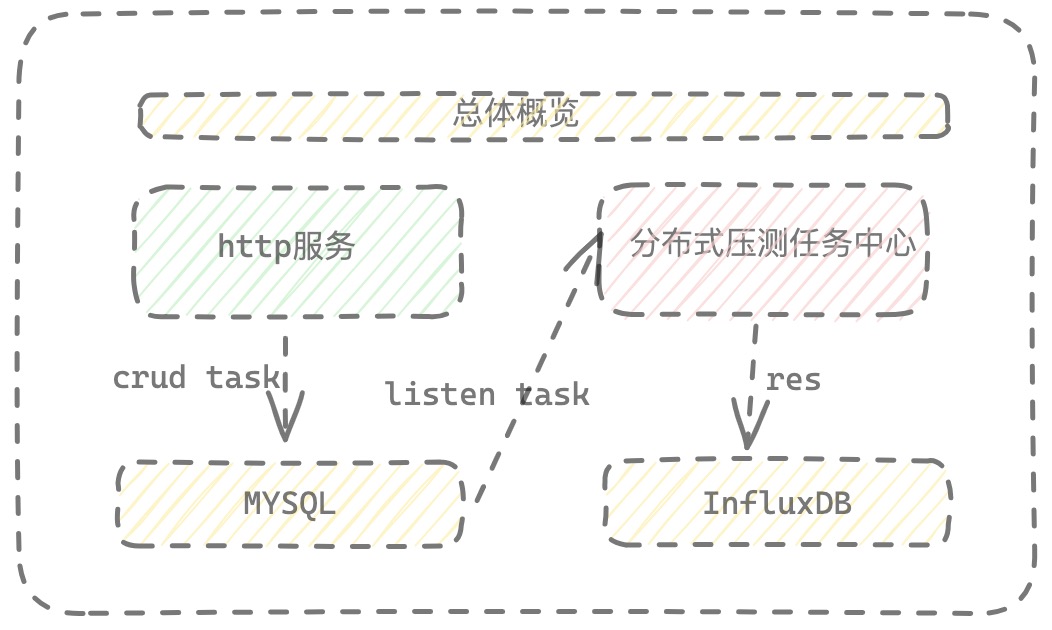 总体概览
http服务
分布式压测任务中心
crud task
listen task
res
MYSQL
InfluxDB